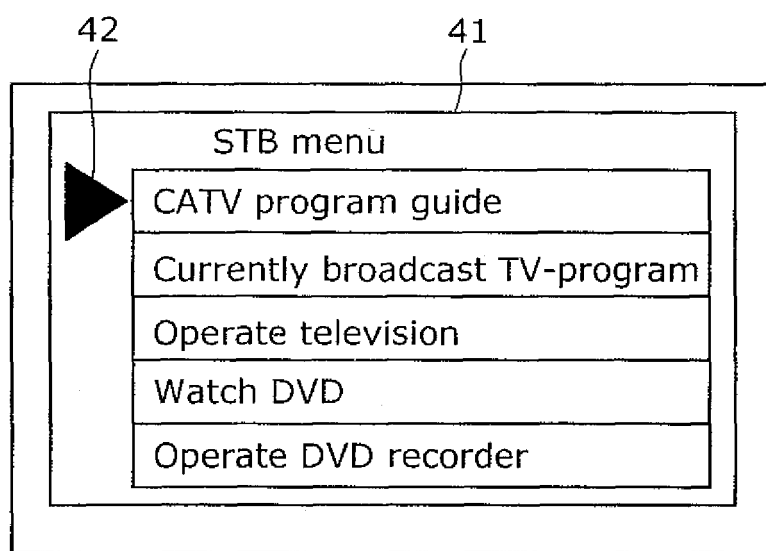 42 41
STB menu
CATV program guide
Currently broadcast TV-program
Operate television
Watch DVD
Operate DVD recorder